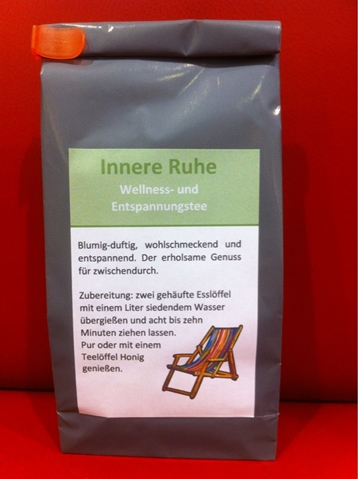 Innere Ruhe
Wellness- und
Entspannungstee
Blumig-duftig, wohlschmeckend und
entspannend. Der erholsame Genuss
für zwischendurch.
Zubereitung: zwei gehäufte Esslöffel
mit einem Liter siedendem Wasser
übergießen und acht bis zehn
Minuten ziehen lassen.
Pur oder mit einem
Teelöffel Honig
genießen.